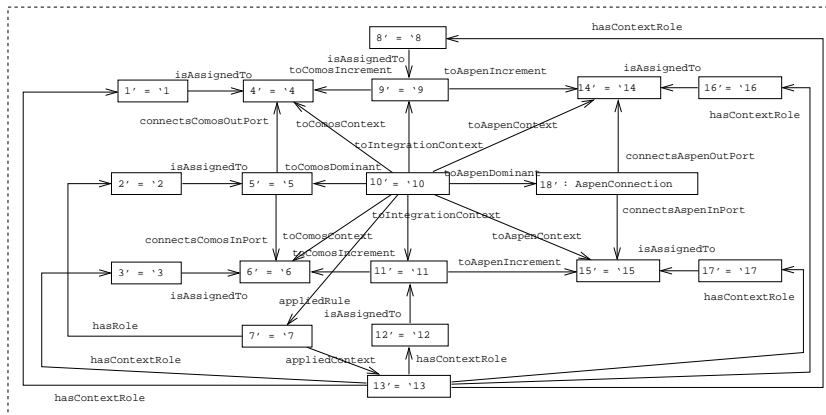 hasContextRole
8' = '8
isAssignedTo
isAssignedTo
toComosIncrement
toAspenIncrement
isAssignedTo
1' = '1
4' = '4
9' = '9
14' = '14
16' = '16
hasContextRole
connectsComosOutPort
toComosContext
toAspenContext
toIntegrationContext
connectsAspenOutPort
isAssignedTo
toComosDominant
toAspenDominant
2' = '2
5' = '5
10' = '10
18' : AspenConnection
toIntegrationContext
connectsAspenInPort
connectsComosInPort
toComosContext
toAspenContext
isAssignedTo
toComosIncrement
toAspenIncrement
3' = '3
6' = '6
11' = '11
15' = '15
17' = '17
isAssignedTo
hasContextRole
appliedRule
isAssignedTo
hasRole
7' = '7
12' = '12
hasContextRole
appliedContext
hasContextRole
13' = '13
hasContextRole